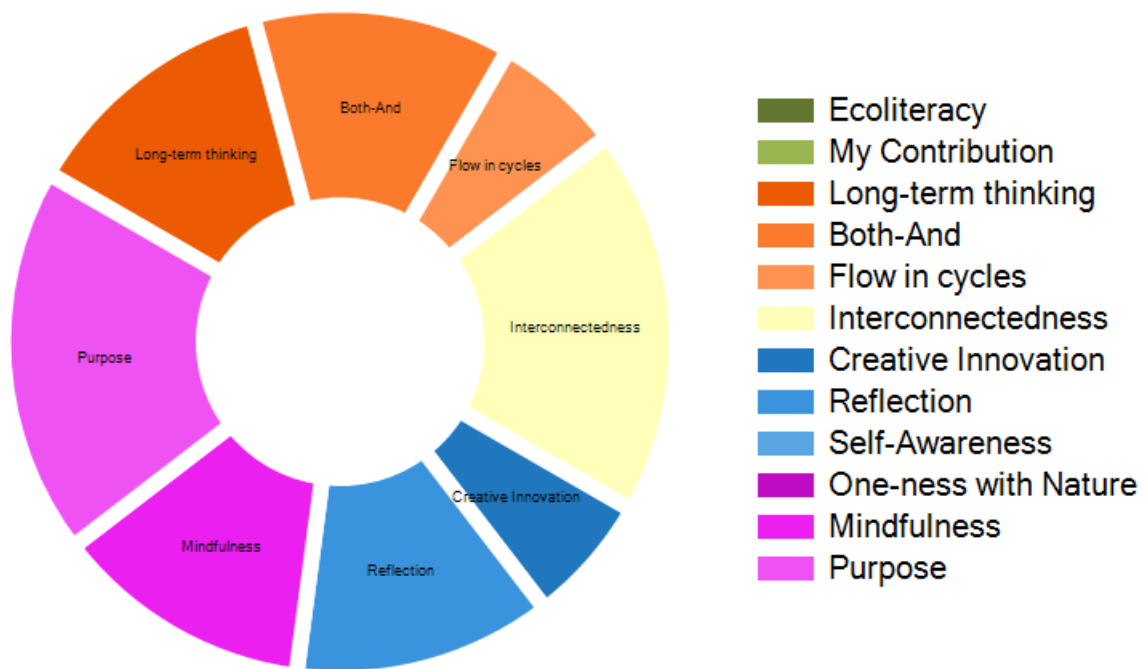 Both-And
Long-term thinking
Flow in cycles
Interconnectedness
Purpose
Creative Innovation
Mindfulness
Reflection
Ecoliteracy
My Contribution
Long-term thinking
Both-And
Flow in cycles
Interconnectedness
Creative Innovation
Reflection
Self-Awareness
One-ness with Nature
Mindfulness
Purpose